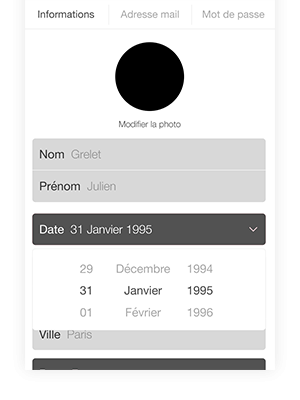 Informations Adresse mail Mot de passe
Modifier la photo
Nom Grelet
Prénom Julien
Date 31 Janvier 1995
29 Décembre 1994
31 Janvier 1995
01 Février 1996
Ville Paris